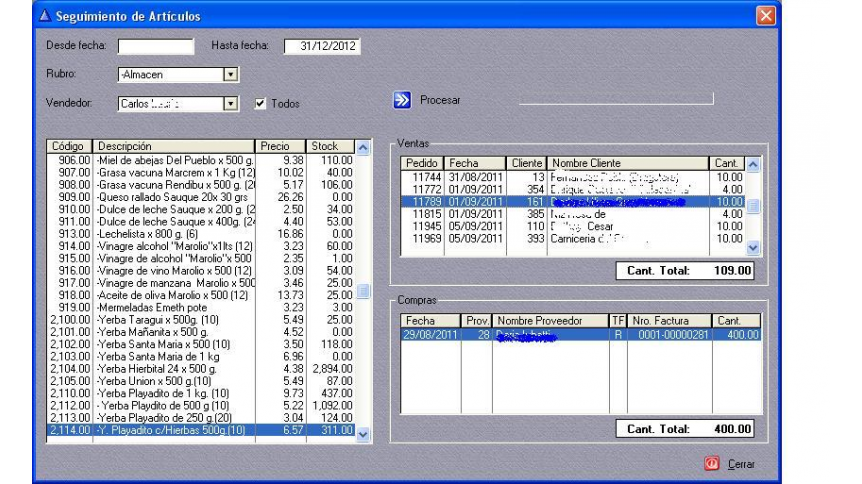 Seguimiento de Artículos
Desde fecha: Hasta fecha: 31/12/2012
Rubro: -Almacen
Vendedor: Carlos Todos Procesar
Código Descripción Precio Stock
906.00 -Miel de abejas Del Pueblo x 500 g. 9.38 110.00
907.00 -Grasa vacuna Marcrem x 1 Kg (12) 10.02 40.00
908.00 -Grasa vacuna Rendibu x 500 g. (2 5.17 106.00
909.00 -Queso rallado Sauque 20x 30 grs 26.26 0.00
910.00 -Dulce de leche Sauque x 200 g. (2 2.50 34.00
911.00 -Dulce de leche Sauque x 400g. (24 4.40 53.00
913.00 -Lechelista x 800 g. (6) 16.86 0.00
914.00 -Vinagre alcohol "Marolio"x1lts (12) 3.23 60.00
915.00 -Vinagre de alcohol "Marolio"x 500 2.35 1.00
916.00 -Vinagre de vino Marolio x 500 (12) 3.09 54.00
917.00 -Vinagre de manzana Marolio x 500 3.46 25.00
918.00 -Aceite de oliva Marolio x 500 (12) 13.73 25.00
919.00 -Mermeladas Emeth pote 3.23 3.00
2,100.00 -Yerba Taragui x 500g. (10) 5.49 25.00
2,101.00 -Yerba Mañanita x 500 g. 4.52 0.00
2,102.00 -Yerba Santa Maria x 500 (10) 3.50 118.00
2,103.00 -Yerba Santa Maria de 1 kg 6.96 0.00
2,104.00 -Yerba Hierbital 24 x 500 g. 4.38 2,894.00
2,105.00 -Yerba Union x 500 g.(10) 5.49 87.00
2,110.00 -Yerba Playadito de 1 kg. (10) 9.73 437.00
2,112.00 - Yerba Playdito de 500 g (10) 5.22 1,092.00
2,113.00 -Yerba Playadito de 250 g.(20) 3.04 124.00
2,114.00 -Y. Playadito c/Hierbas 500g.(10) 6.57 311.00
Ventas
Pedido Fecha Cliente Nombre Cliente Cant.
11744 31/08/2011 13 10.00
11772 01/09/2011 354 4.00
11789 01/09/2011 161 10.00
11815 01/09/2011 385 de 4.00
11945 05/09/2011 110 Cesar 10.00
11969 05/09/2011 393 Carniceria 10.00
Cant. Total: 109.00
Compras
Fecha Prov. Nombre Proveedor TF Nro. Factura Cant.
29/08/2011 28 R 0001-00000281 400.00
Cant. Total: 400.00
Cerrar